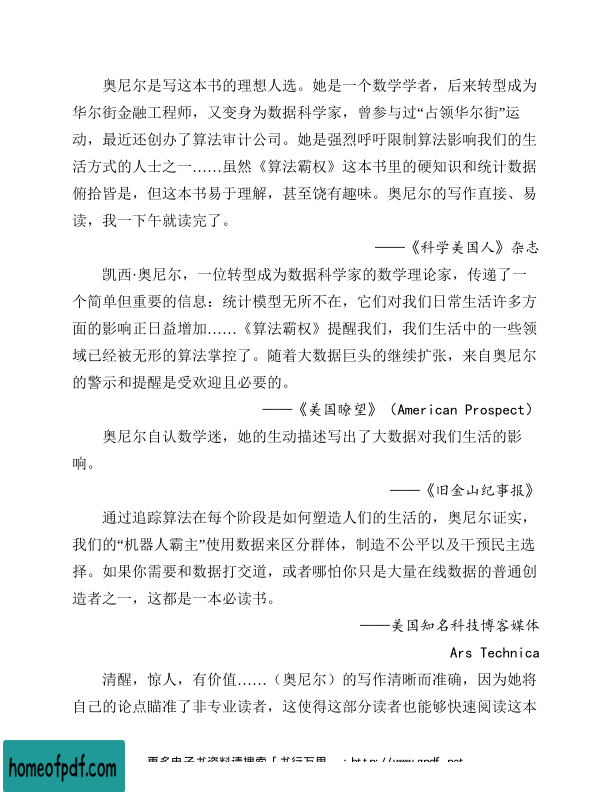 奥尼尔是写这本书的理想人选。她是一个数学学者，后来转型成为
华尔街金融工程师，又变身为数据科学家，曾参与过“占领华尔街”运
动，最近还创办了算法审计公司。她是强烈呼吁限制算法影响我们的生
活方式的人士之一……虽然《算法霸权》这本书里的硬知识和统计数据
俯拾皆是，但这本书易于理解，甚至饶有趣味。奥尼尔的写作直接、易
读，我一下午就读完了。
——《科学美国人》杂志
凯西·奥尼尔，一位转型成为数据科学家的数学理论家，传递了一
个简单但重要的信息：统计模型无所不在，它们对我们日常生活许多方
面的影响正日益增加……《算法霸权》提醒我们，我们生活中的一些领
域已经被无形的算法掌控了。随着大数据巨头的继续扩张，来自奥尼尔
的警示和提醒是受欢迎且必要的。
——《美国瞭望》（American Prospect）
奥尼尔自认数学迷，她的生动描述写出了大数据对我们生活的影
响。
——《旧金山纪事报》
通过追踪算法在每个阶段是如何塑造人们的生活的，奥尼尔证实，
我们的“机器人霸主”使用数据来区分群体，制造不公平以及干预民主选
择。如果你需要和数据打交道，或者哪怕你只是大量在线数据的普通创
造者之一，这都是一本必读书。
——美国知名科技博客媒体
Ars Technica
清醒，惊人，有价值……（奥尼尔）的写作清晰而准确，因为她将
自己的论点瞄准了非专业读者，这使得这部分读者也能够快速阅读这本
homeofpdf.com